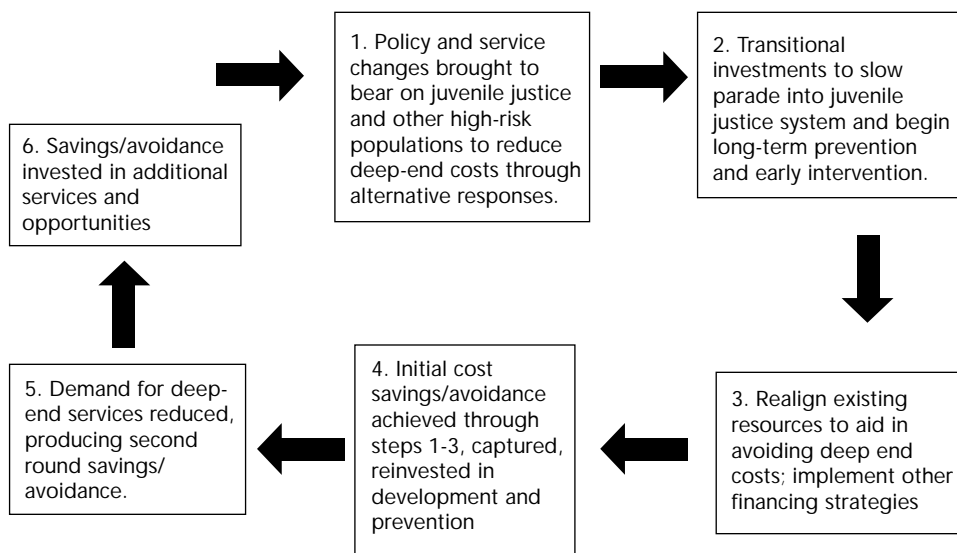 1. Policy and service
changes brought to
bear on juvenile justice
and other high-risk
populations to reduce
deep-end costs through
alternative responses.
2. Transitional
investments to slow
parade into juvenile
justice system and begin
long-term prevention
and early intervention.
3. Realign existing
resources to aid in
avoiding deep end
costs; implement other
financing strategies
4. Initial cost
savings/avoidance
achieved through
steps 1-3, captured,
reinvested in
development and
prevention
5. Demand for deep-
end services reduced,
producing second
round savings/
avoidance.
6. Savings/avoidance
invested in additional
services and
opportunities